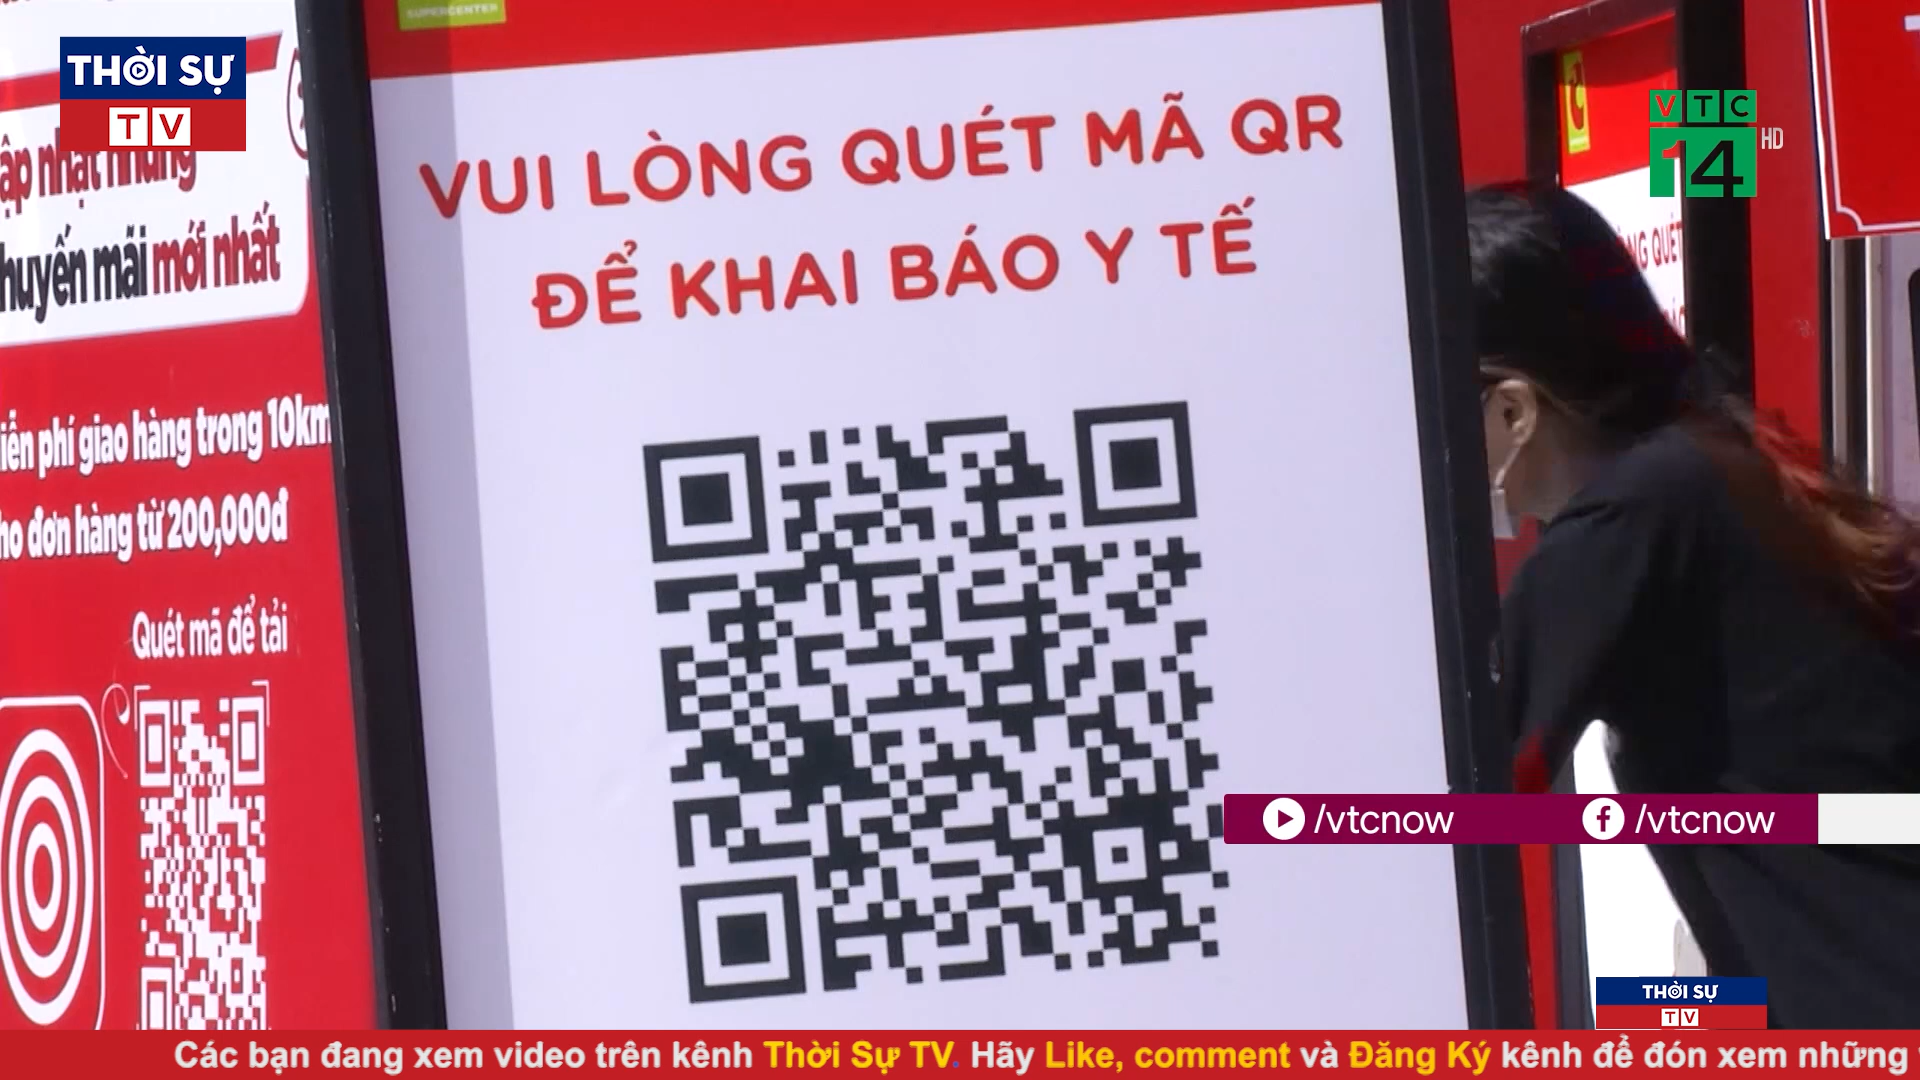 SUPERCENTER
THỜI SỰ
TV
VTC
14 HD
VUI LÒNG QUÉT MÃ QR
ĐỂ KHAI BÁO Y TẾ
ập nhật những
huyến mãi mới nhất
iễn phí giao hàng trong 10km
ho đơn hàng từ 200,000đ
Quét mã để tải
NG QUÉT
/vtcnow /vtcnow
THỜI SỰ
TV
Các bạn đang xem video trên kênh Thời Sự TV. Hãy Like, comment và Đăng Ký kênh để đón xem những